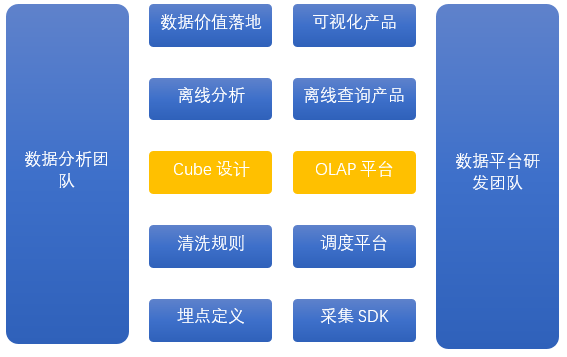 数据分析团
队
数据价值落地
可视化产品
离线分析
离线查询产品
Cube 设计
OLAP 平台
清洗规则
调度平台
埋点定义
采集 SDK
数据平台研
发团队